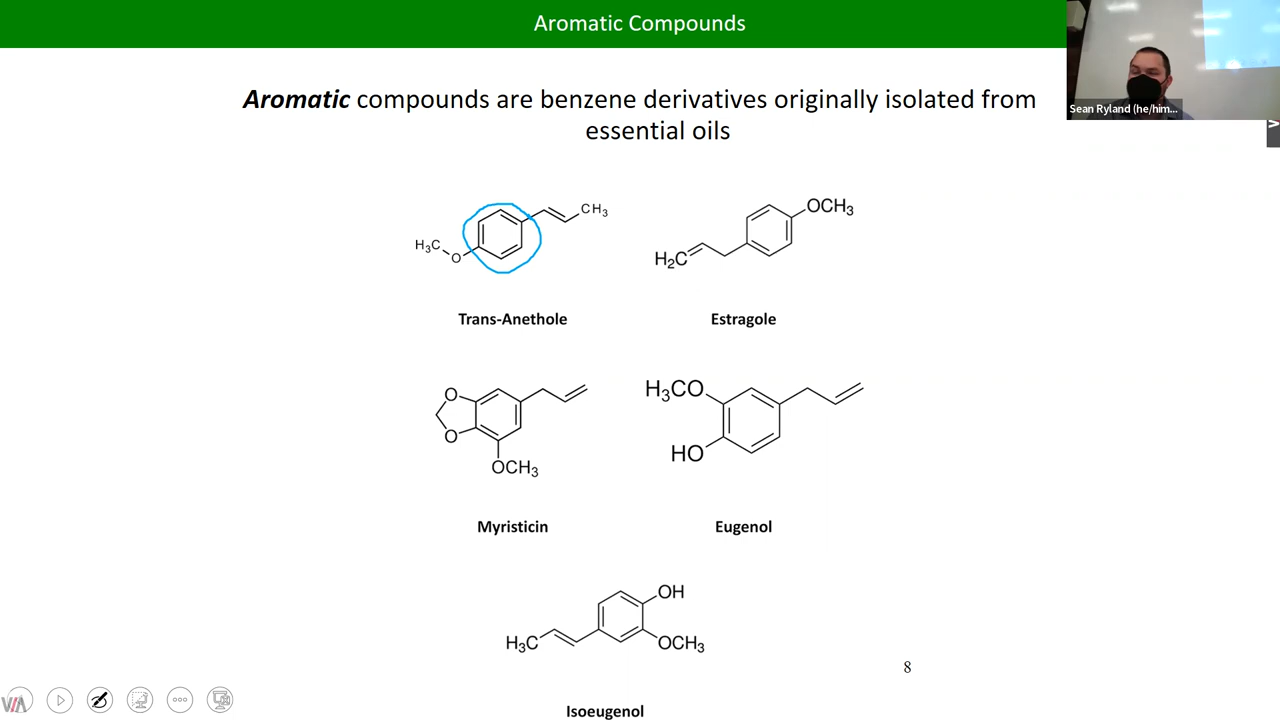 Aromatic Compounds
Sean Ryland (he/him...
Aromatic compounds are benzene derivatives originally isolated from
essential oils
CH3
H3C
O
OCH3
H2C
Trans-Anethole
Estragole
O
O
OCH3
H3CO
HO
Myristicin
Eugenol
OH
H3C
OCH3
8
VIA
Isoeugenol